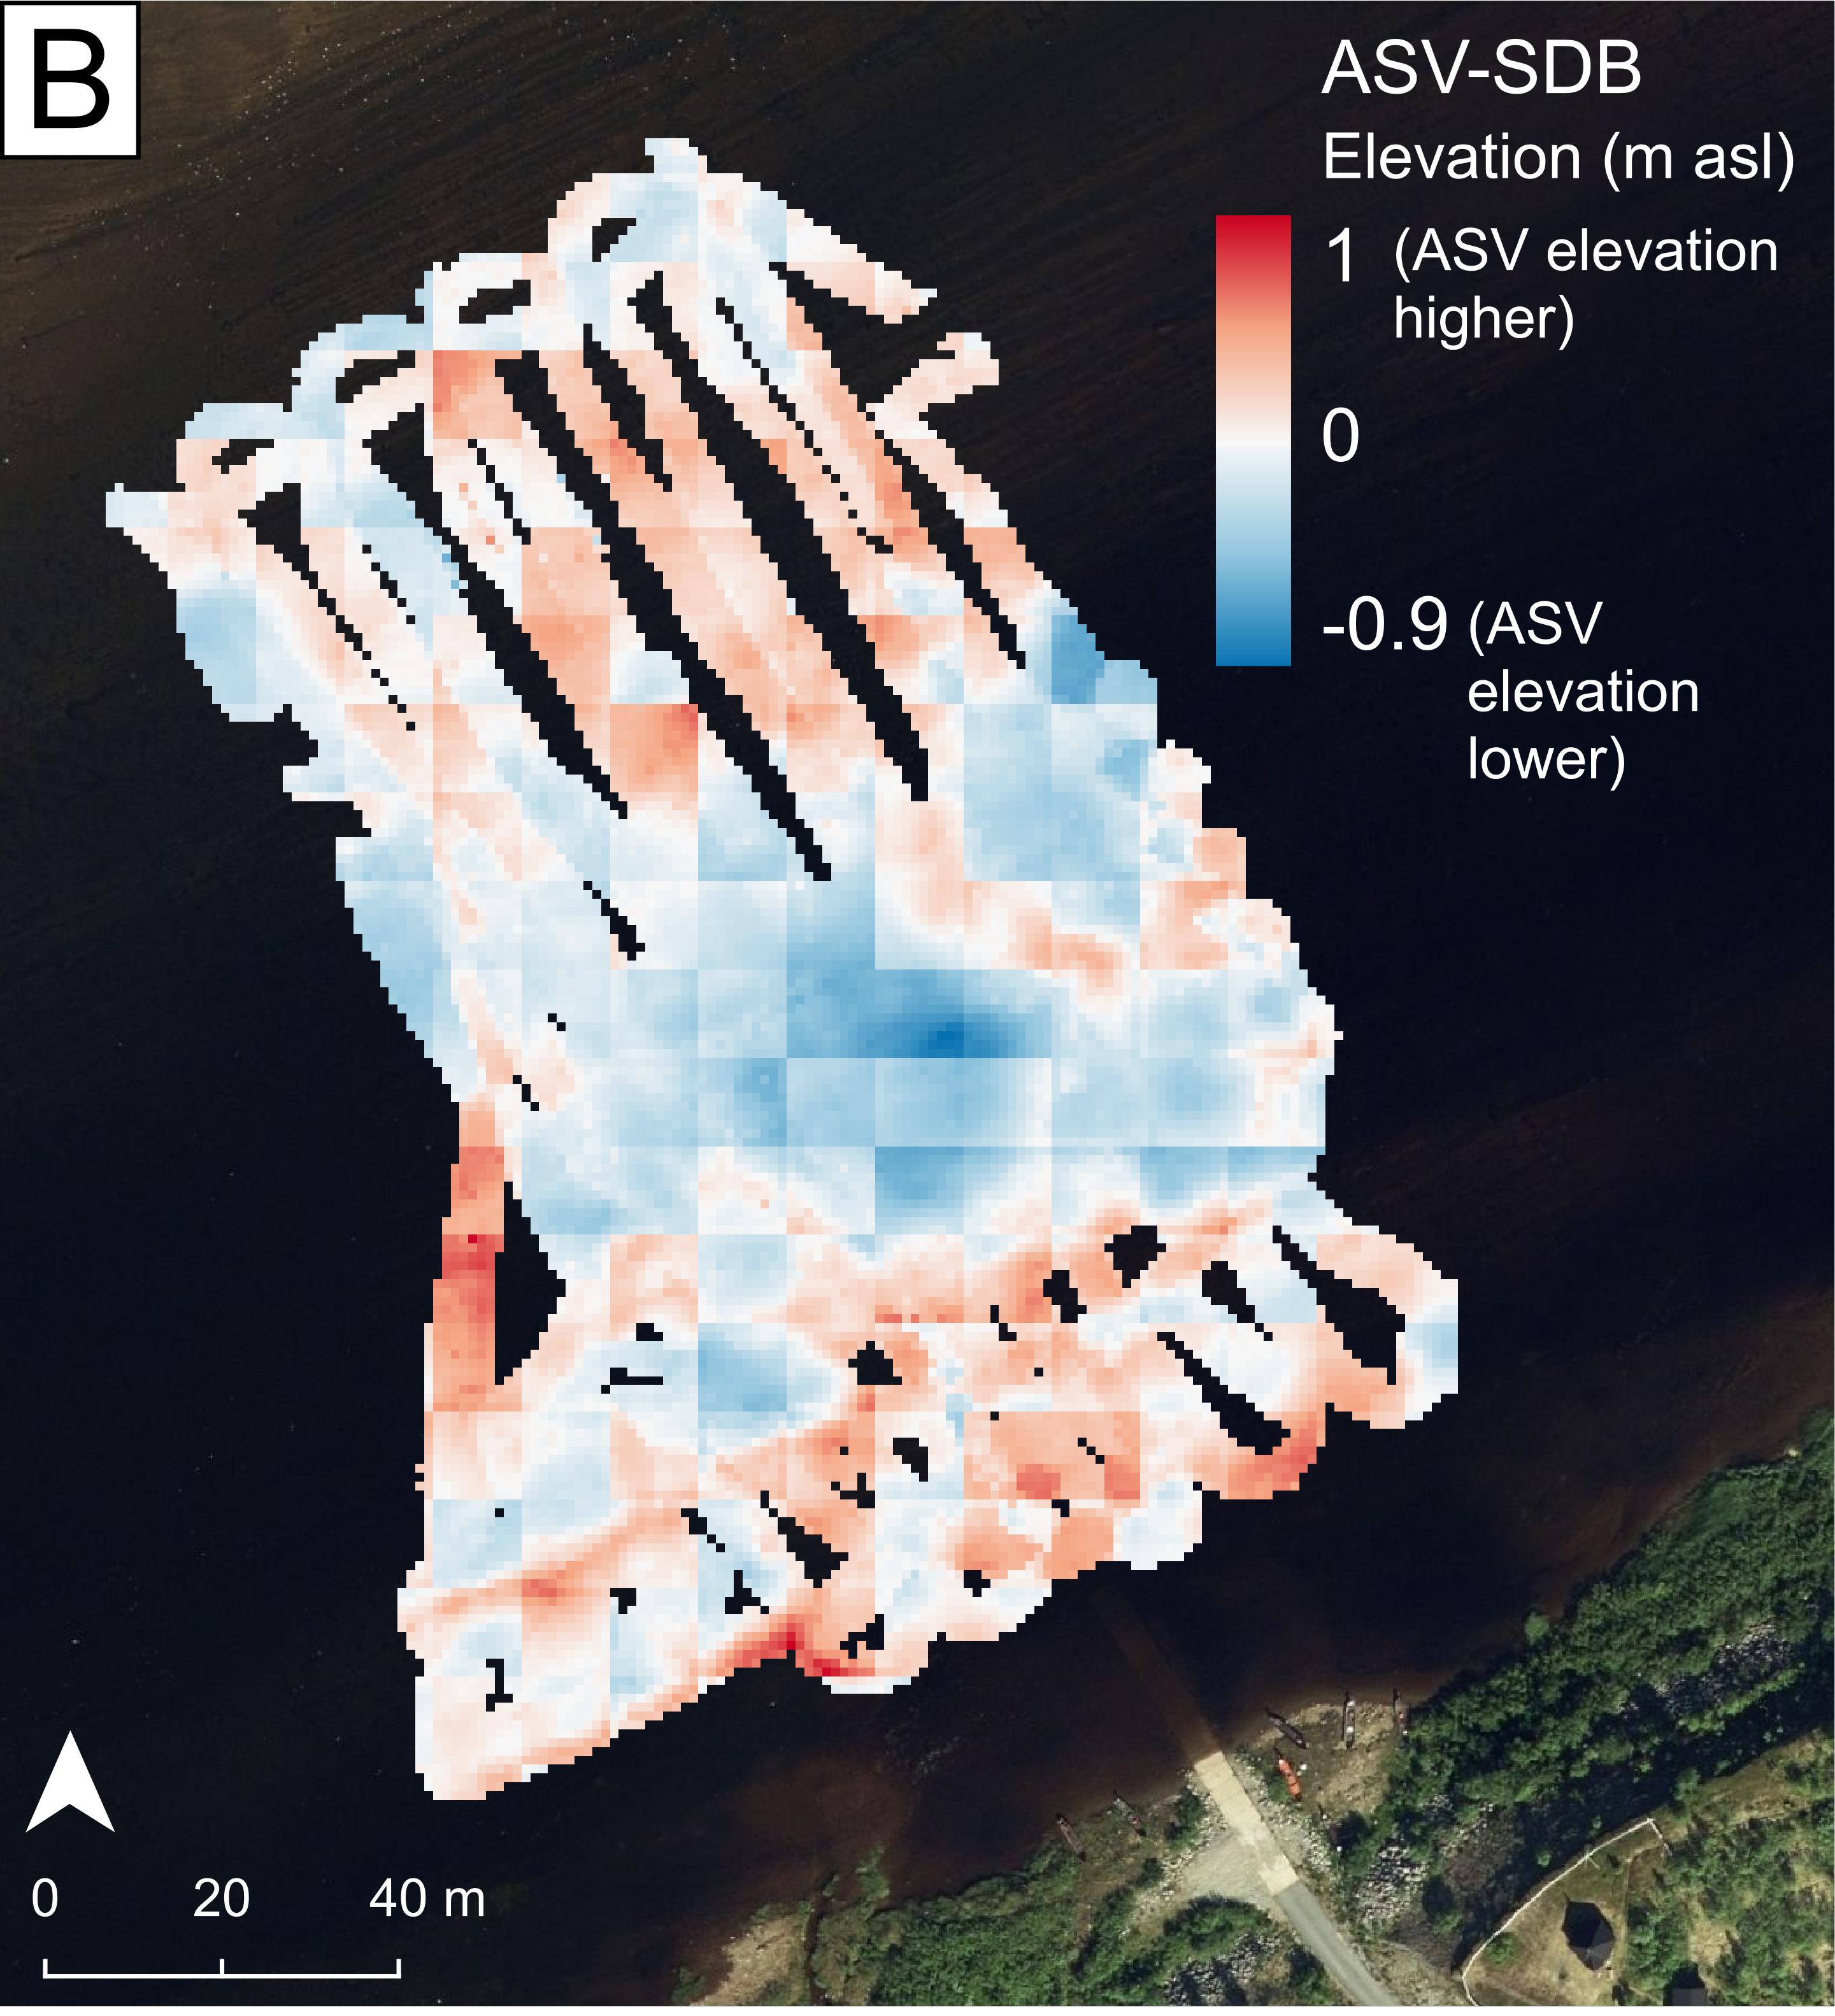 B
ASV-SDB
Elevation (m asl)
1 (ASV elevation
higher)
0
-0.9 (ASV
elevation
lower)
0 20 40 m